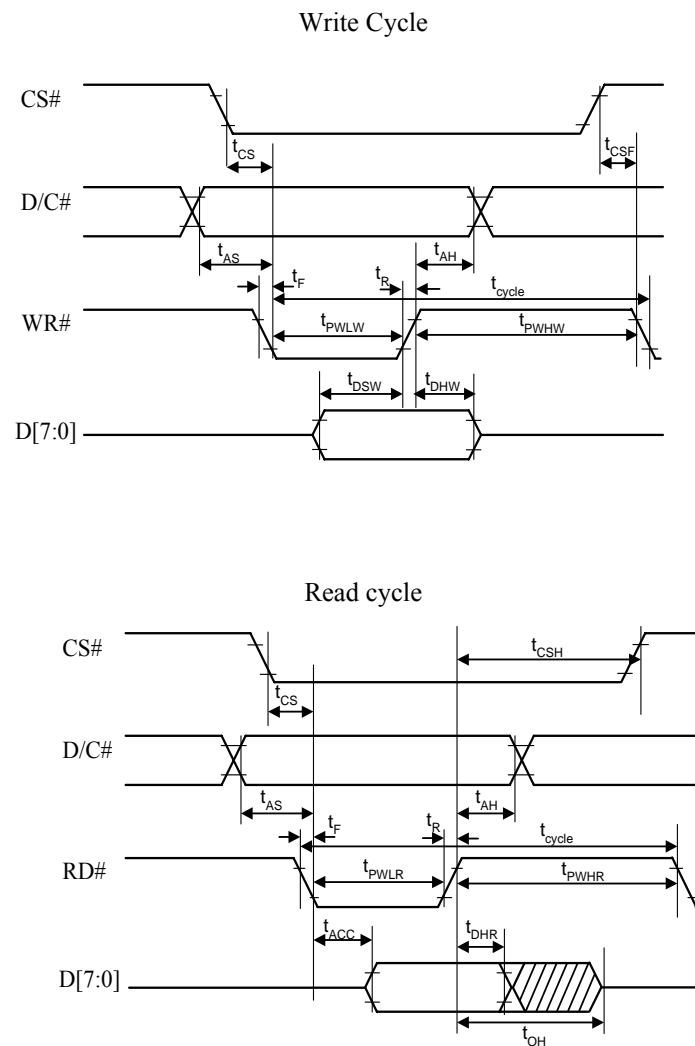 Write Cycle
CS#
tCS
tCSF
D/C#
tAS
tAH
tF
tR
tcycle
WR#
tPWLW
tPWHW
tDSW
tDHW
D[7:0]
Read cycle
CS#
tCSH
tCS
D/C#
tAS
tAH
tF
tR
tcycle
RD#
tPWLR
tPWHR
tACC
tDHR
D[7:0]
tOH